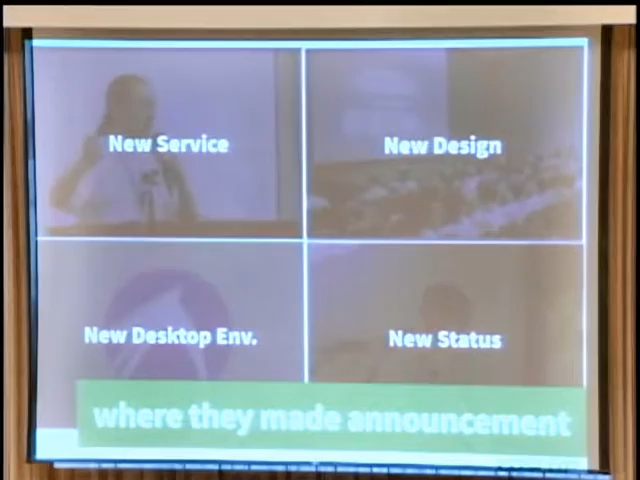 New Service
New Design
New Desktop Env.
New Status
where they made announcement